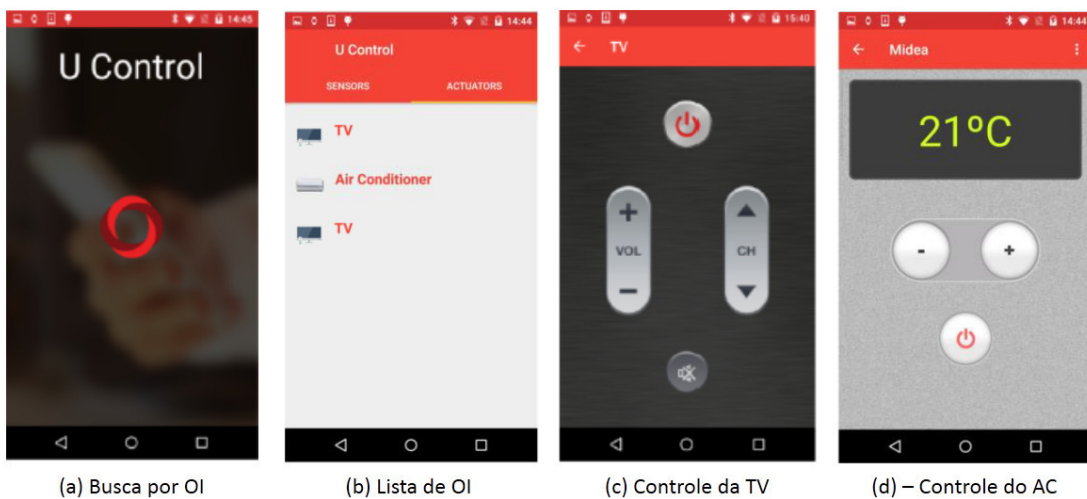 14:45
U Control
(a) Busca por OI
14:44
U Control
SENSORS
ACTUATORS
TV
Air Conditioner
TV
(b) Lista de OI
15:40
TV
+
VOL
CH
−
(c) Controle da TV
14:44
Midea
21ºC
- +
(d) – Controle do AC